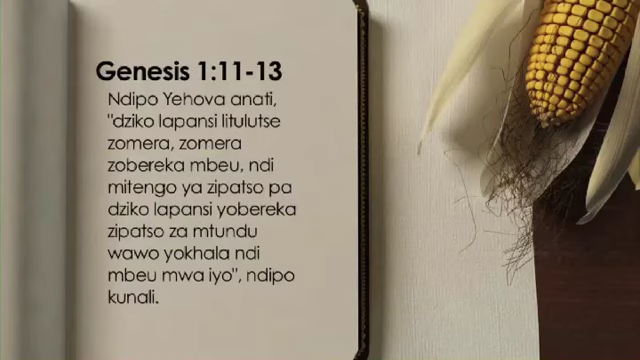 Genesis 1:11-13
Ndipo Yehova anati,
"dziko lapansi litulutse
zomera, zomera
zobereka mbeu, ndi
mitengo ya zipatso pa
dziko lapansi yobereka
zipatso za mtundu
wawo yokhala ndi
mbeu mwa iyo", ndipo
kunali.